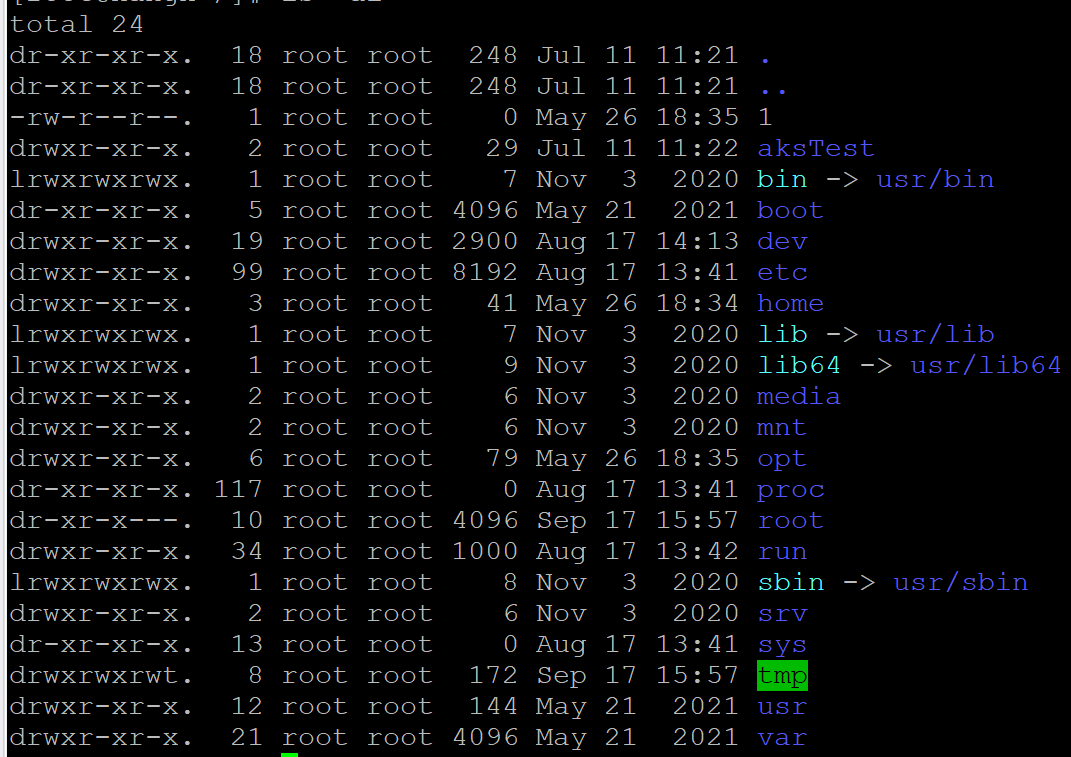 total 24
dr-xr-xr-x.  18 root root  248 Jul 11 11:21 .
dr-xr-xr-x.  18 root root  248 Jul 11 11:21 ..
-rw-r--r--.   1 root root    0 May 26 18:35 1
drwxr-xr-x.   2 root root   29 Jul 11 11:22 aksTest
lrwxrwxrwx.   1 root root    7 Nov  3  2020 bin -> usr/bin
dr-xr-xr-x.   5 root root 4096 May 21  2021 boot
drwxr-xr-x.  19 root root 2900 Aug 17 14:13 dev
drwxr-xr-x.  99 root root 8192 Aug 17 13:41 etc
drwxr-xr-x.   3 root root   41 May 26 18:34 home
lrwxrwxrwx.   1 root root    7 Nov  3  2020 lib -> usr/lib
lrwxrwxrwx.   1 root root    9 Nov  3  2020 lib64 -> usr/lib64
drwxr-xr-x.   2 root root    6 Nov  3  2020 media
drwxr-xr-x.   2 root root    6 Nov  3  2020 mnt
drwxr-xr-x.   6 root root   79 May 26 18:35 opt
dr-xr-xr-x. 117 root root    0 Aug 17 13:41 proc
dr-xr-x---.  10 root root 4096 Sep 17 15:57 root
drwxr-xr-x.  34 root root 1000 Aug 17 13:42 run
lrwxrwxrwx.   1 root root    8 Nov  3  2020 sbin -> usr/sbin
drwxr-xr-x.   2 root root    6 Nov  3  2020 srv
dr-xr-xr-x.  13 root root    0 Aug 17 13:41 sys
drwxrwxrwt.   8 root root  172 Sep 17 15:57 tmp
drwxr-xr-x.  12 root root  144 May 21  2021 usr
drwxr-xr-x.  21 root root 4096 May 21  2021 var